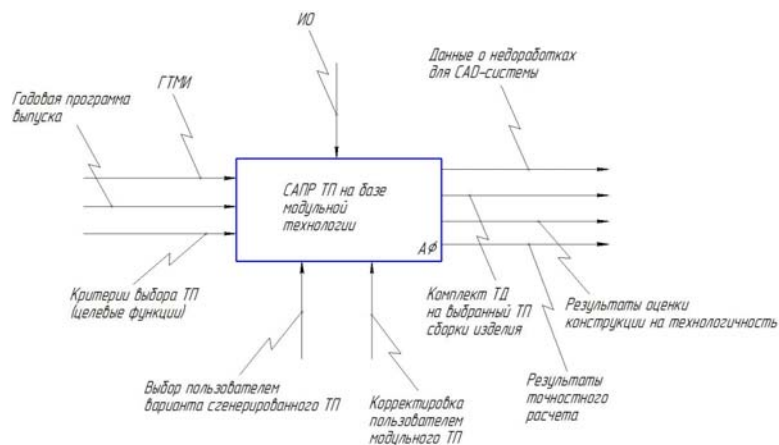 ИО
Данные о недоработках
для CAD-системы
ГТМИ
Годовая программа
выпуска
САПР ТП на базе
модульной
технологии
АФ
Критерии выбора ТП
(целевые функции)
Комплект ТД
на выбранный ТП
сборки изделия
Результаты оценки
конструкции на технологичность
Выбор пользователем
варианта сгенерированного ТП
Корректировка
пользователем
модульного ТП
Результаты
точностного
расчета